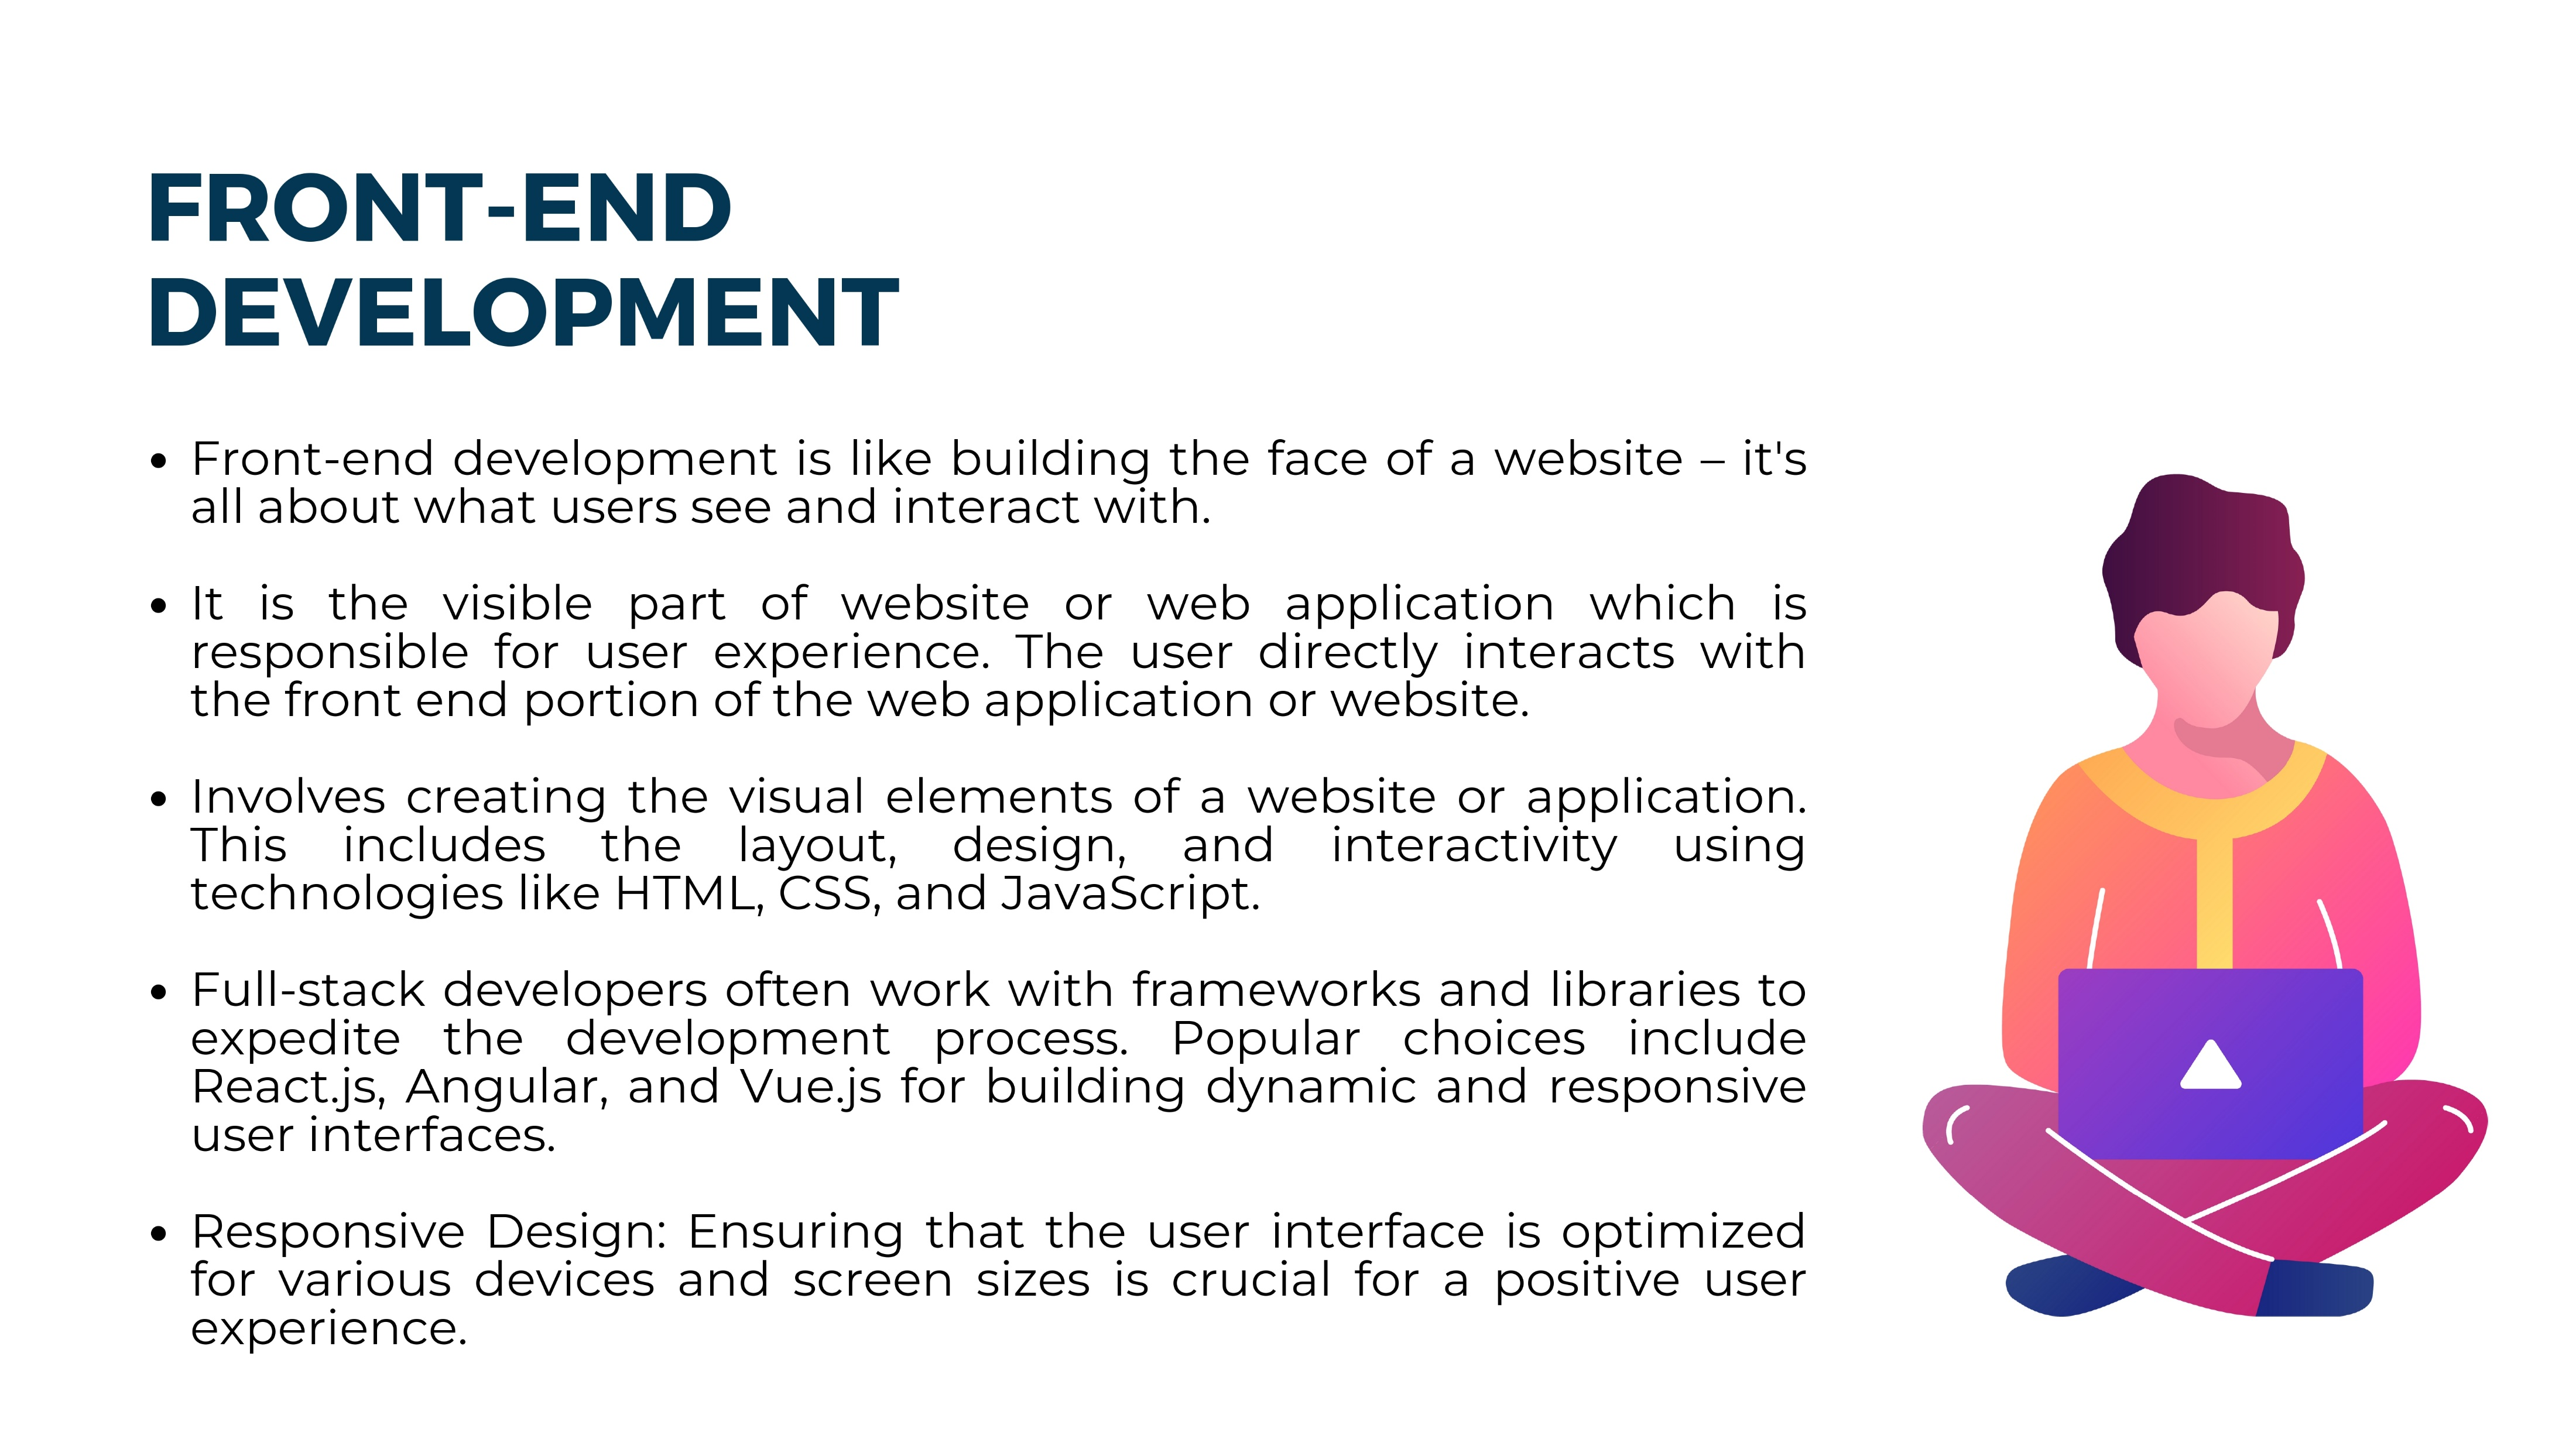 FRONT-END
DEVELOPMENT
• Front-end development is like building the face of a website – it's
all about what users see and interact with.
• It is the visible part of website or web application which is
responsible for user experience. The user directly interacts with
the front end portion of the web application or website.
• Involves creating the visual elements of a website or application.
This includes the layout, design, and interactivity using
technologies like HTML, CSS, and JavaScript.
• Full-stack developers often work with frameworks and libraries to
expedite the development process. Popular choices include
React.js, Angular, and Vue.js for building dynamic and responsive
user interfaces.
• Responsive Design: Ensuring that the user interface is optimized
for various devices and screen sizes is crucial for a positive user
experience.